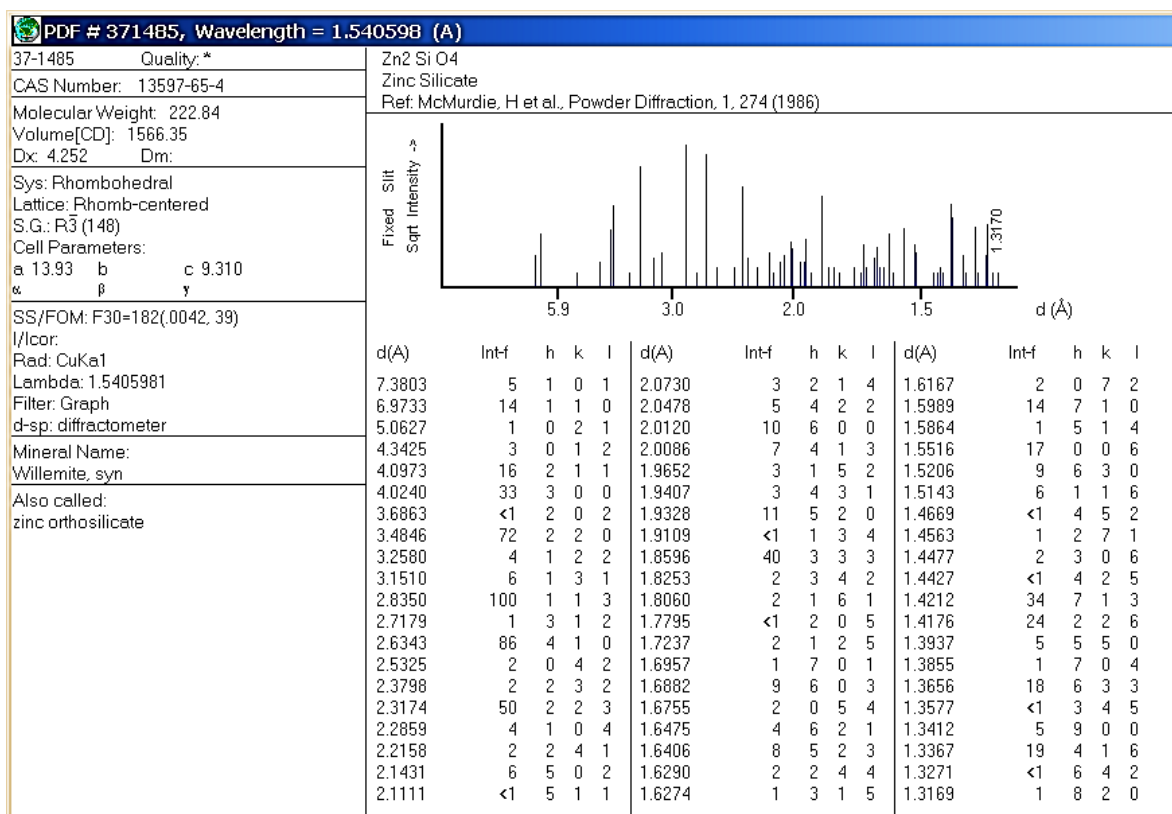 PDF # 371485, Wavelength = 1.540598 (A)
37-1485 Quality: *
CAS Number: 13597-65-4
Molecular Weight: 222.84
Volume[CD]: 1566.35
Dx: 4.252 Dm:
Sys: Rhombohedral
Lattice: Rhomb-centered
S.G.: R3̅ (148)
Cell Parameters:
a 13.93 b c 9.310
α β γ
SS/FOM: F30=182(.0042, 39)
I/Icor:
Rad: CuKa1
Lambda: 1.5405981
Filter: Graph
d-sp: diffractometer
Mineral Name:
Willemite, syn
Also called:
zinc orthosilicate
Zn2 Si O4
Zinc Silicate
Ref: McMurdie, H et al., Powder Diffraction, 1, 274 (1986)
Fixed Slit
Sqrt Intensity ->
1.3170
5.9 3.0 2.0 1.5 d (Å)
d(A) Int-f h k l d(A) Int-f h k l d(A) Int-f h k l
7.3803 5 1 0 1 2.0730 3 2 1 4 1.6167 2 0 7 2
6.9733 14 1 1 0 2.0478 5 4 2 2 1.5989 14 7 1 0
5.0627 1 0 2 1 2.0120 10 6 0 0 1.5864 1 5 1 4
4.3425 3 0 1 2 2.0086 7 4 1 3 1.5516 17 0 0 6
4.0973 16 2 1 1 1.9652 3 1 5 2 1.5206 9 6 3 0
4.0240 33 3 0 0 1.9407 3 4 3 1 1.5143 6 1 1 6
3.6863 <1 2 0 2 1.9328 11 5 2 0 1.4669 <1 4 5 2
3.4846 72 2 2 0 1.9109 <1 1 3 4 1.4563 1 2 7 1
3.2580 4 1 2 2 1.8596 40 3 3 3 1.4477 2 3 0 6
3.1510 6 1 3 1 1.8253 2 3 4 2 1.4427 <1 4 2 5
2.8350 100 1 1 3 1.8060 2 1 6 1 1.4212 34 7 1 3
2.7179 1 3 1 2 1.7795 <1 2 0 5 1.4176 24 2 2 6
2.6343 86 4 1 0 1.7237 2 1 2 5 1.3937 5 5 5 0
2.5325 2 0 4 2 1.6957 1 7 0 1 1.3855 1 7 0 4
2.3798 2 2 3 2 1.6882 9 6 0 3 1.3656 18 6 3 3
2.3174 50 2 2 3 1.6755 2 0 5 4 1.3577 <1 3 4 5
2.2859 4 1 0 4 1.6475 4 6 2 1 1.3412 5 9 0 0
2.2158 2 2 4 1 1.6406 8 5 2 3 1.3367 19 4 1 6
2.1431 6 5 0 2 1.6290 2 2 4 4 1.3271 <1 6 4 2
2.1111 <1 5 1 1 1.6274 1 3 1 5 1.3169 1 8 2 0